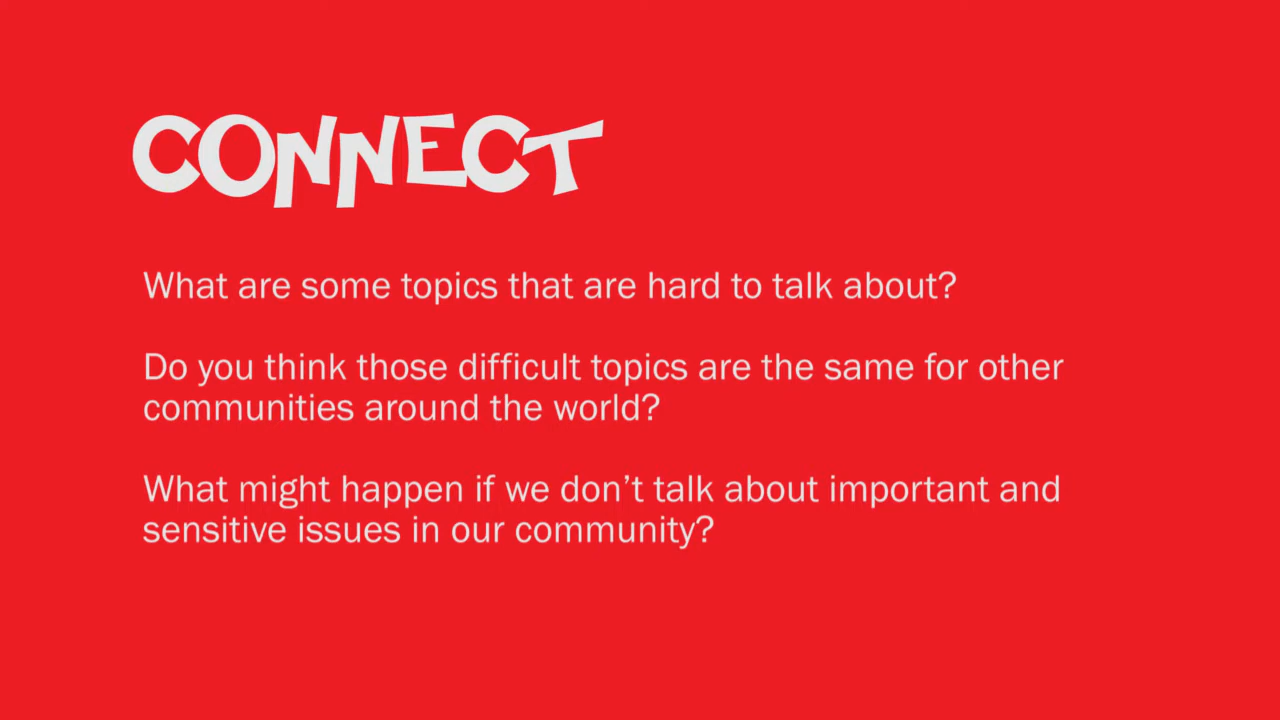 CONNECT
What are some topics that are hard to talk about?
Do you think those difficult topics are the same for other
communities around the world?
What might happen if we don’t talk about important and
sensitive issues in our community?